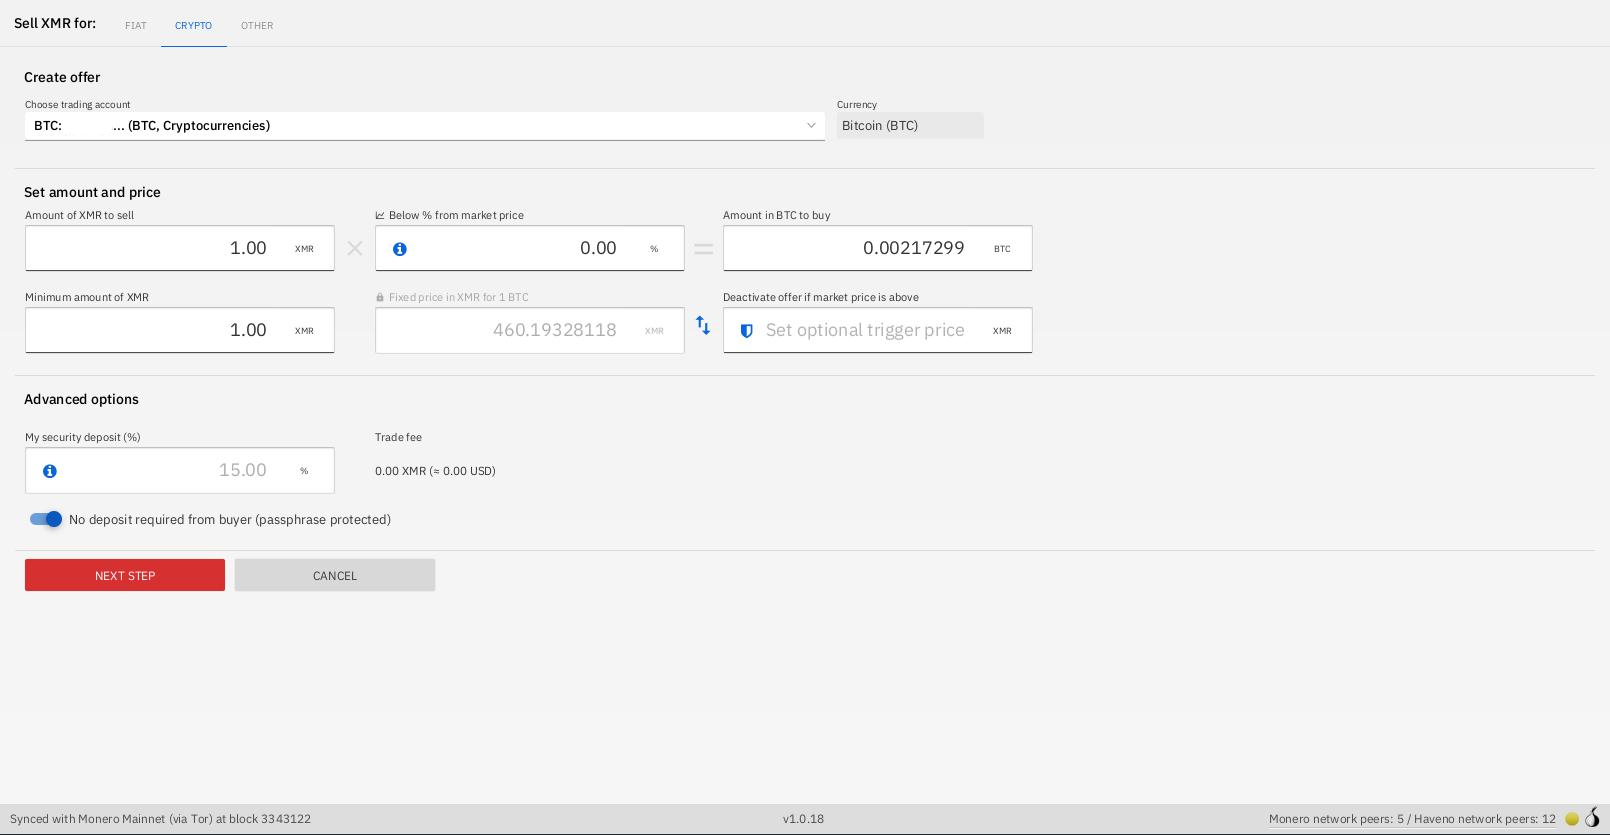 Sell XMR for: FIAT CRYPTO OTHER
Create offer
Choose trading account Currency
BTC: ... (BTC, Cryptocurrencies) Bitcoin (BTC)
Set amount and price
Amount of XMR to sell Below % from market price Amount in BTC to buy
1.00 XMR 0.00 % 0.00217299 BTC
Minimum amount of XMR Fixed price in XMR for 1 BTC Deactivate offer if market price is above
1.00 XMR 460.19328118 XMR Set optional trigger price XMR
Advanced options
My security deposit (%) Trade fee
15.00 % 0.00 XMR (≈ 0.00 USD)
No deposit required from buyer (passphrase protected)
NEXT STEP CANCEL
Synced with Monero Mainnet (via Tor) at block 3343122 v1.0.18 Monero network peers: 5 / Haveno network peers: 12